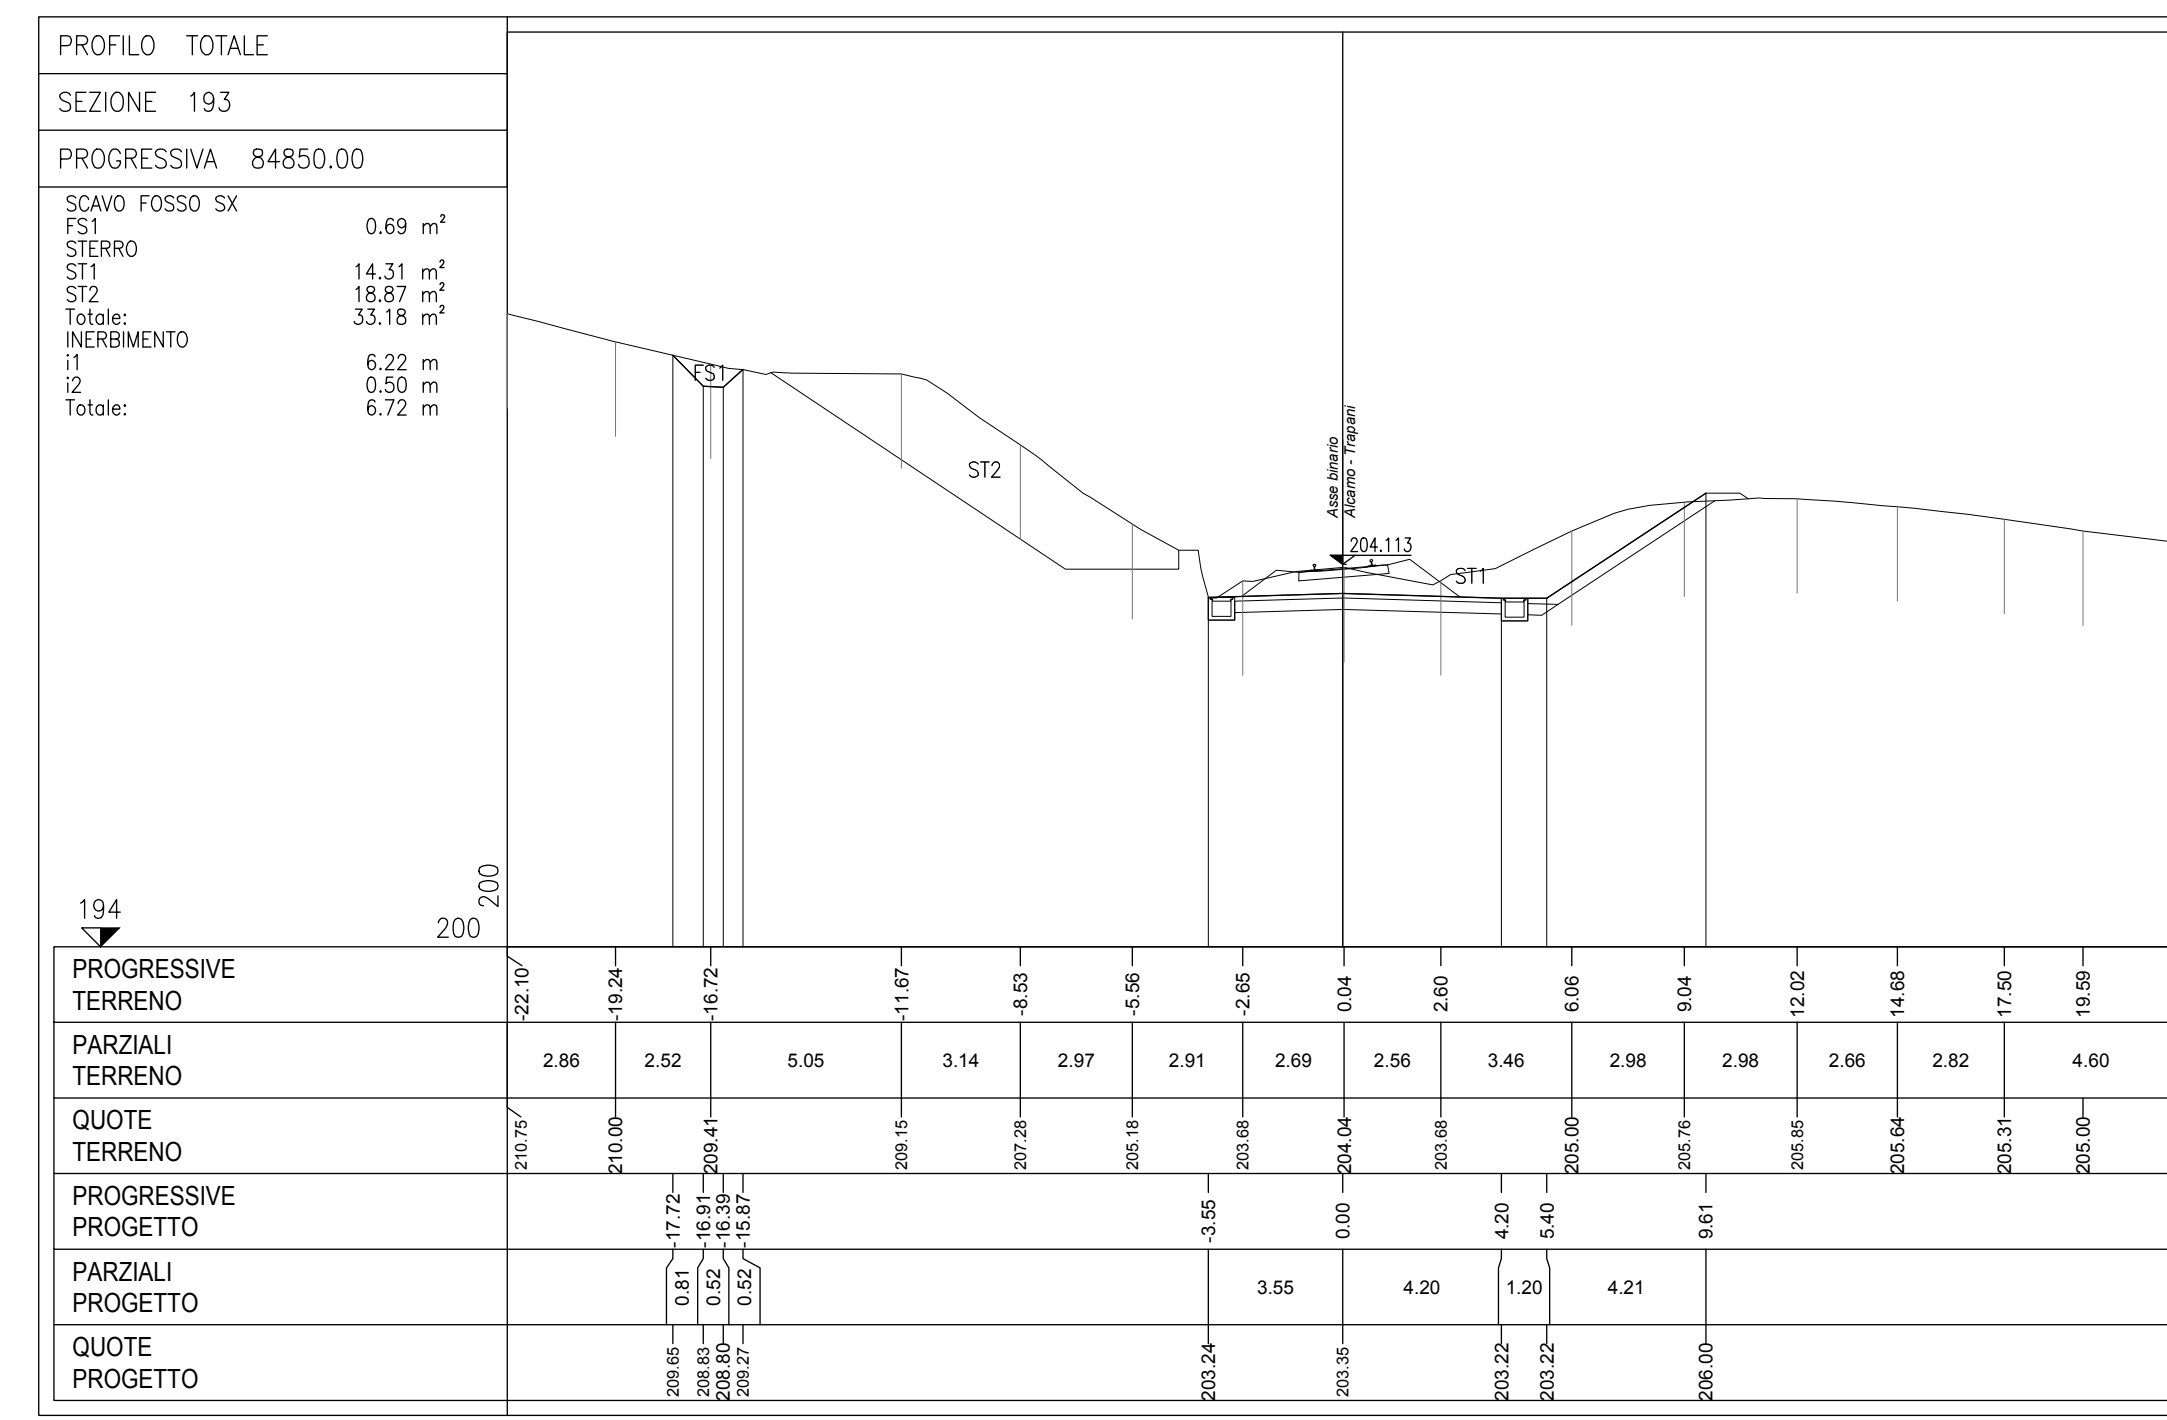 PROFILO TOTALE
SEZIONE 193
PROGRESSIVA 84850.00
SCAVO FOSSO SX
FS1 0.69 m²
STERRO
ST1 14.31 m²
ST2 18.87 m²
Totale: 33.18 m²
INERBIMENTO
i1 6.22 m
i2 0.50 m
Totale: 6.72 m
FS1
ST2
Asse binario
Alcamo - Trapani
204.113
ST1
194
200
200
PROGRESSIVE
TERRENO
-22.10 -19.24 -16.72 -11.67 -8.53 -5.56 -2.65 0.04 2.60 6.06 9.04 12.02 14.68 17.50 19.59
PARZIALI
TERRENO
2.86 2.52 5.05 3.14 2.97 2.91 2.69 2.56 3.46 2.98 2.98 2.66 2.82 4.60
QUOTE
TERRENO
210.75 210.00 209.41 209.15 207.28 205.18 203.68 204.04 203.68 205.00 205.76 205.85 205.64 205.31 205.00
PROGRESSIVE
PROGETTO
-17.72 -16.91 -16.39 -15.87 -3.55 0.00 4.20 5.40 9.61
PARZIALI
PROGETTO
0.81 0.52 0.52 3.55 4.20 1.20 4.21
QUOTE
PROGETTO
209.65 208.83 208.80 209.27 203.24 203.35 203.22 203.22 206.00